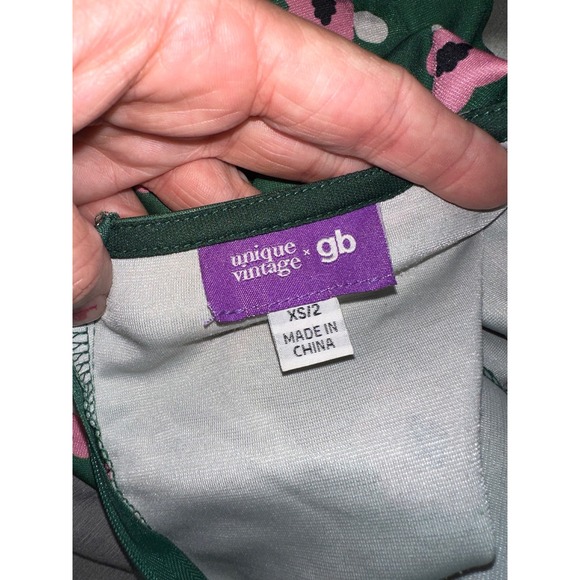 unique
vintage × gb
XS/2
MADE IN
CHINA